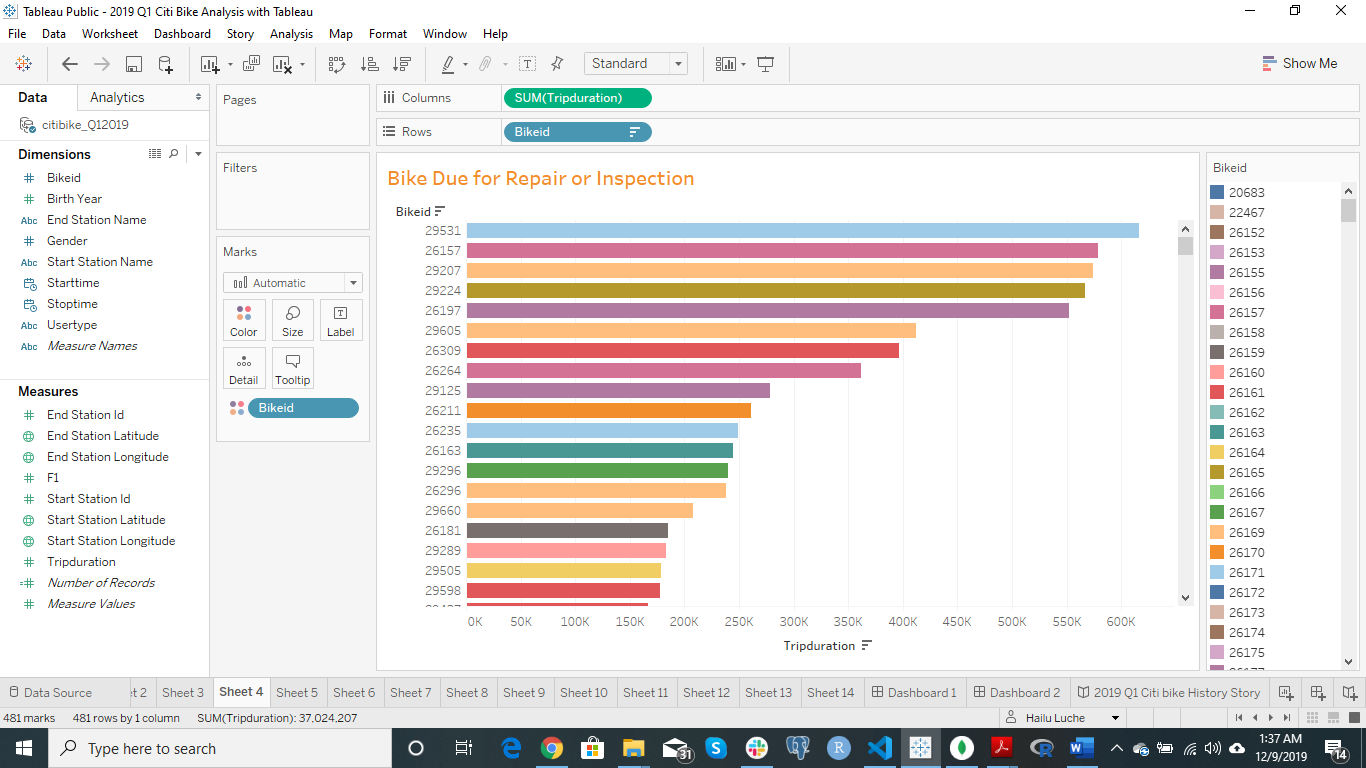 Tableau Public - 2019 Q1 Citi Bike Analysis with Tableau
File Data Worksheet Dashboard Story Analysis Map Format Window Help
Standard
Show Me
Data Analytics
citibike_Q12019
Dimensions
Bikeid
Birth Year
End Station Name
Gender
Start Station Name
Starttime
Stoptime
Usertype
Measure Names
Measures
End Station Id
End Station Latitude
End Station Longitude
F1
Start Station Id
Start Station Latitude
Start Station Longitude
Tripduration
Number of Records
Measure Values
Pages
Filters
Marks
Automatic
Color Size Label
Detail Tooltip
Bikeid
Columns SUM(Tripduration)
Rows Bikeid
Bike Due for Repair or Inspection
Bikeid
29531
26157
29207
29224
26197
29605
26309
26264
29125
26211
26235
26163
29296
26296
29660
26181
29289
29505
29598
0K 50K 100K 150K 200K 250K 300K 350K 400K 450K 500K 550K 600K
Tripduration
Bikeid
20683
22467
26152
26153
26155
26156
26157
26158
26159
26160
26161
26162
26163
26164
26165
26166
26167
26169
26170
26171
26172
26173
26174
26175
Data Source t 2 Sheet 3 Sheet 4 Sheet 5 Sheet 6 Sheet 7 Sheet 8 Sheet 9 Sheet 10 Sheet 11 Sheet 12 Sheet 13 Sheet 14 Dashboard 1 Dashboard 2 2019 Q1 Citi bike History Story
481 marks 481 rows by 1 column SUM(Tripduration): 37,024,207 Hailu Luche
Type here to search 31 1:37 AM
12/9/2019 14